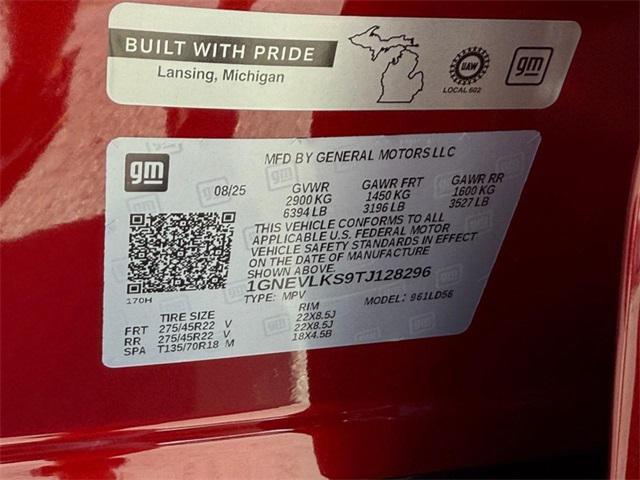 BUILT WITH PRIDE
Lansing, Michigan
UAW
LOCAL 602
gm
gm
MFD BY GENERAL MOTORS LLC
08/25
GVWR GAWR FRT GAWR RR
2900 KG 1450 KG 1600 KG
6394 LB 3196 LB 3527 LB
THIS VEHICLE CONFORMS TO ALL
APPLICABLE U.S. FEDERAL MOTOR
VEHICLE SAFETY STANDARDS IN EFFECT
ON THE DATE OF MANUFACTURE
SHOWN ABOVE.
1GNEVLKS9TJ128296
TYPE: MPV MODEL: 961LD56
170H
TIRE SIZE RIM
FRT 275/45R22 V 22X8.5J
RR 275/45R22 V 22X8.5J
SPA T135/70R18 M 18X4.5B